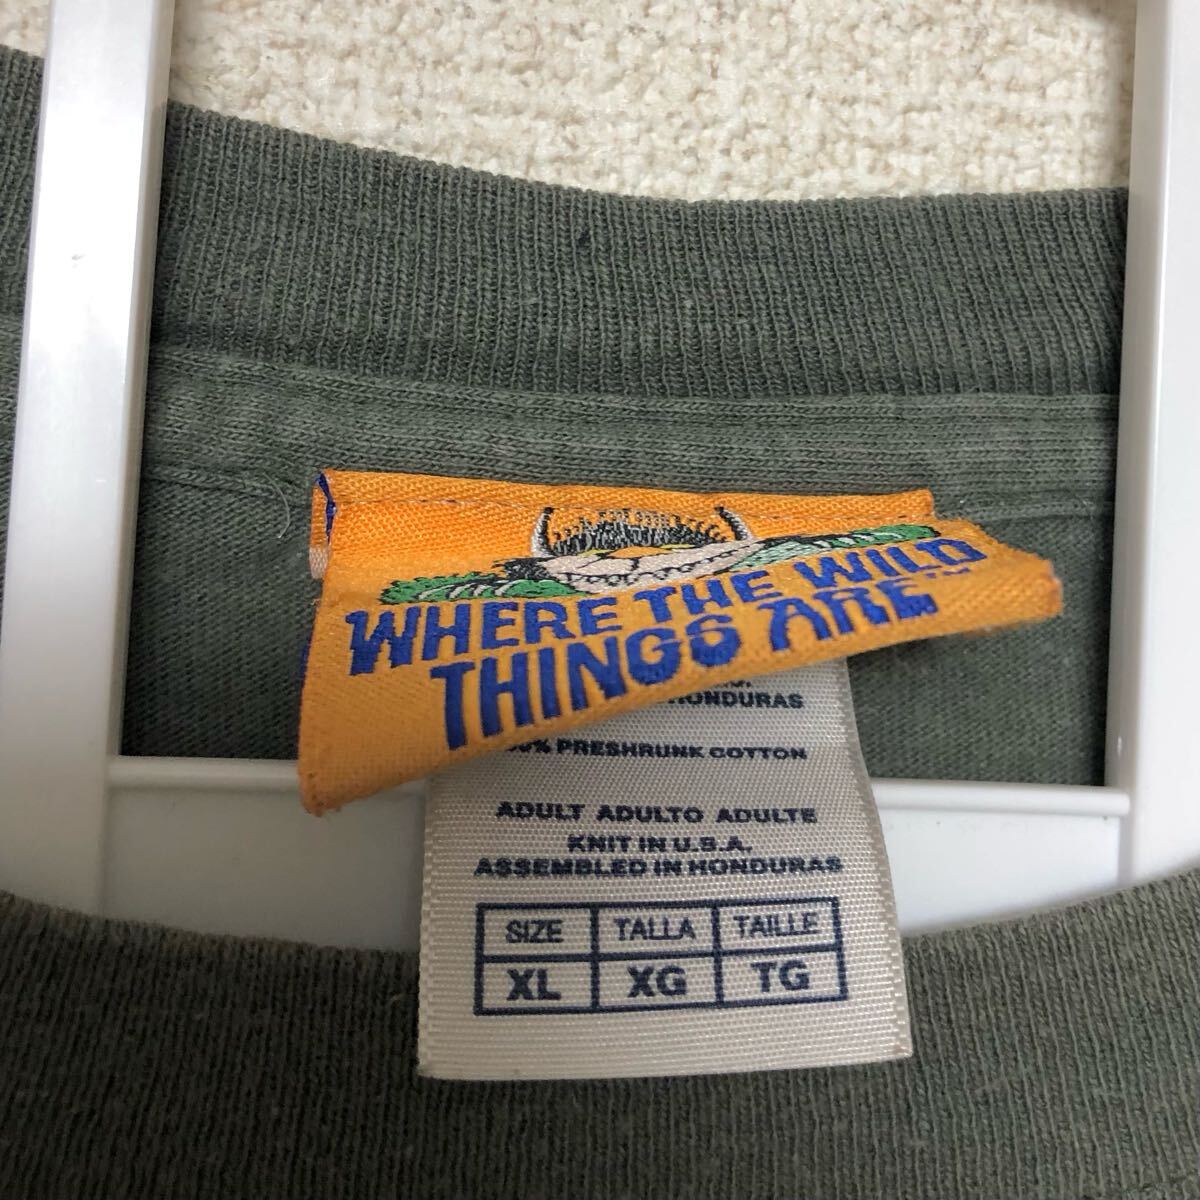 WHERE THE WILD
THINGS ARE™
HONDURAS
PRESHRUNK COTTON
ADULT ADULTO ADULTE
KNIT IN U.S.A.
ASSEMBLED IN HONDURAS
SIZE TALLA TAILLE
XL XG TG